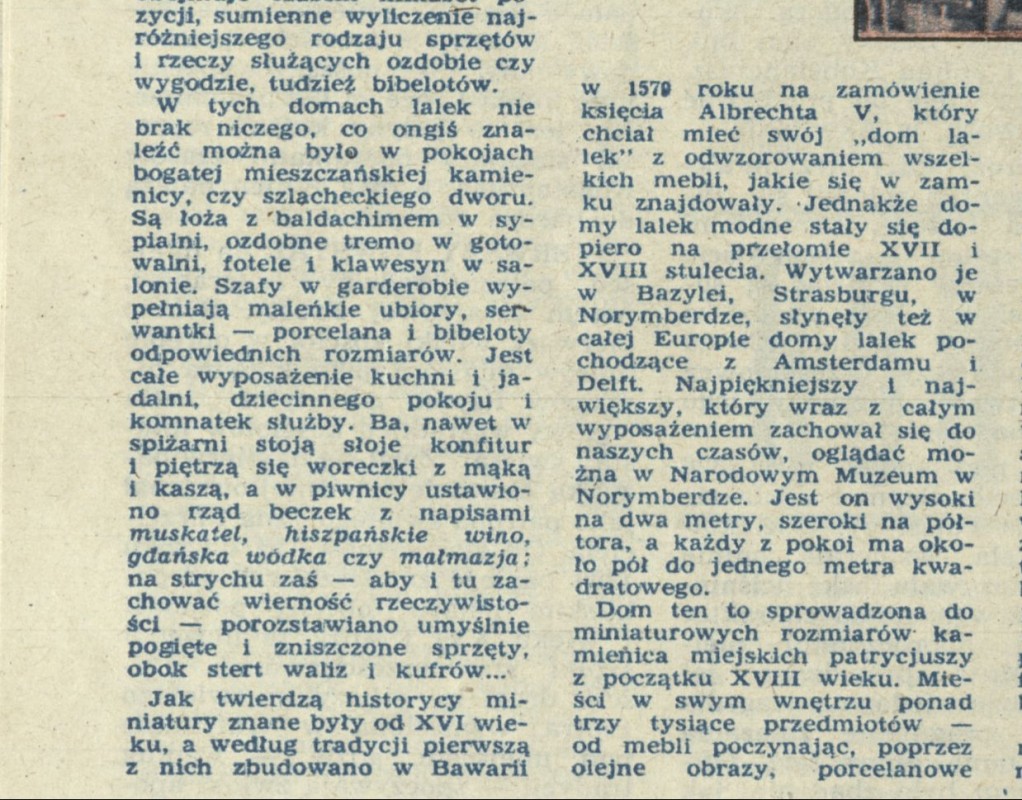 zycji, sumienne wyliczenie naj-
różniejszego rodzaju sprzętów
i rzeczy służących ozdobie czy
wygodzie, tudzież bibelotów.
W tych domach lalek nie
brak niczego, co ongiś zna-
leźć można było w pokojach
bogatej mieszczańskiej kamie-
nicy, czy szlacheckiego dworu.
Są łoża z baldachimem w sy-
pialni, ozdobne tremo w goto-
walni, fotele i klawesyn w sa-
lonie. Szafy w garderobie wy-
pełniają maleńkie ubiory, ser-
wantki — porcelana i bibeloty
odpowiednich rozmiarów. Jest
całe wyposażenie kuchni i ja-
dalni, dziecinnego pokoju i
komnatek służby. Ba, nawet w
spiżarni stoją słoje konfitur
i piętrzą się woreczki z mąką
i kaszą, a w piwnicy ustawio-
no rząd beczek z napisami
muskatel, hiszpańskie wino,
gdańska wódka czy małmazja;
na strychu zaś — aby i tu za-
chować wierność rzeczywisto-
ści — porozstawiano umyślnie
pogięte i zniszczone sprzęty,
obok stert waliz i kufrów...
Jak twierdzą historycy mi-
niatury znane były od XVI wie-
ku, a według tradycji pierwszą
z nich zbudowano w Bawarii
w 1579 roku na zamówienie
księcia Albrechta V, który
chciał mieć swój „dom la-
lek” z odwzorowaniem wszel-
kich mebli, jakie się w zam-
ku znajdowały. Jednakże do-
my lalek modne stały się do-
piero na przełomie XVII i
XVIII stulecia. Wytwarzano je
w Bazylei, Strasburgu, w
Norymberdze, słynęły też w
całej Europie domy lalek po-
chodzące z Amsterdamu i
Delft. Najpiękniejszy i naj-
większy, który wraz z całym
wyposażeniem zachował się do
naszych czasów, oglądać mo-
żna w Narodowym Muzeum w
Norymberdze. Jest on wysoki
na dwa metry, szeroki na pół-
tora, a każdy z pokoi ma oko-
ło pół do jednego metra kwa-
dratowego.
Dom ten to sprowadzona do
miniaturowych rozmiarów ka-
mienica miejskich patrycjuszy
z początku XVIII wieku. Mie-
ści w swym wnętrzu ponad
trzy tysiące przedmiotów —
od mebli poczynając, poprzez
olejne obrazy, porcelanowe